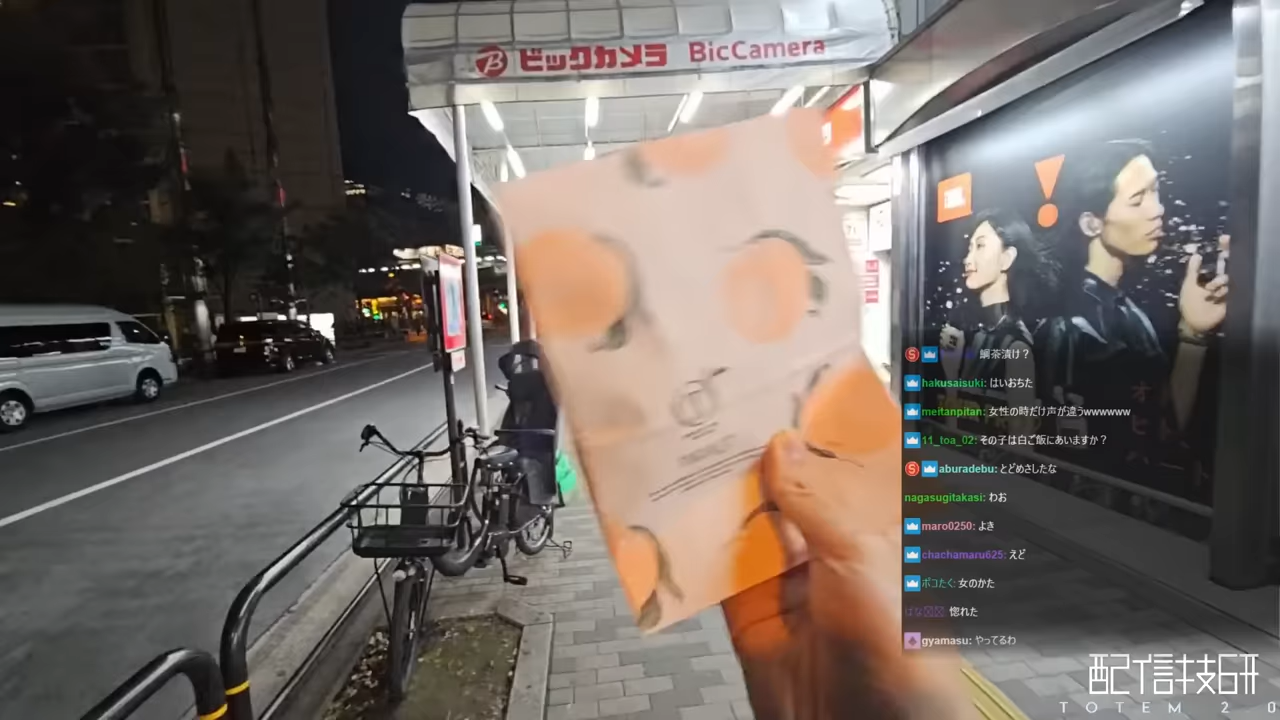 ビックカメラ BicCamera
JBL
!
鯛茶漬け？
hakusaisuki: はいおちた
meitanpitan: 女性の時だけ声が違うwwwwww
11_toa_02: その子は白ご飯にあいますか？
aburadebu: とどめさしたな
nagasugitakasi: わお
maro0250: よき
chachamaru625: えど
ポコたく: 女のかた
惚れた
gyamasu: やってるわ
配信技研
TOTEM 2.0